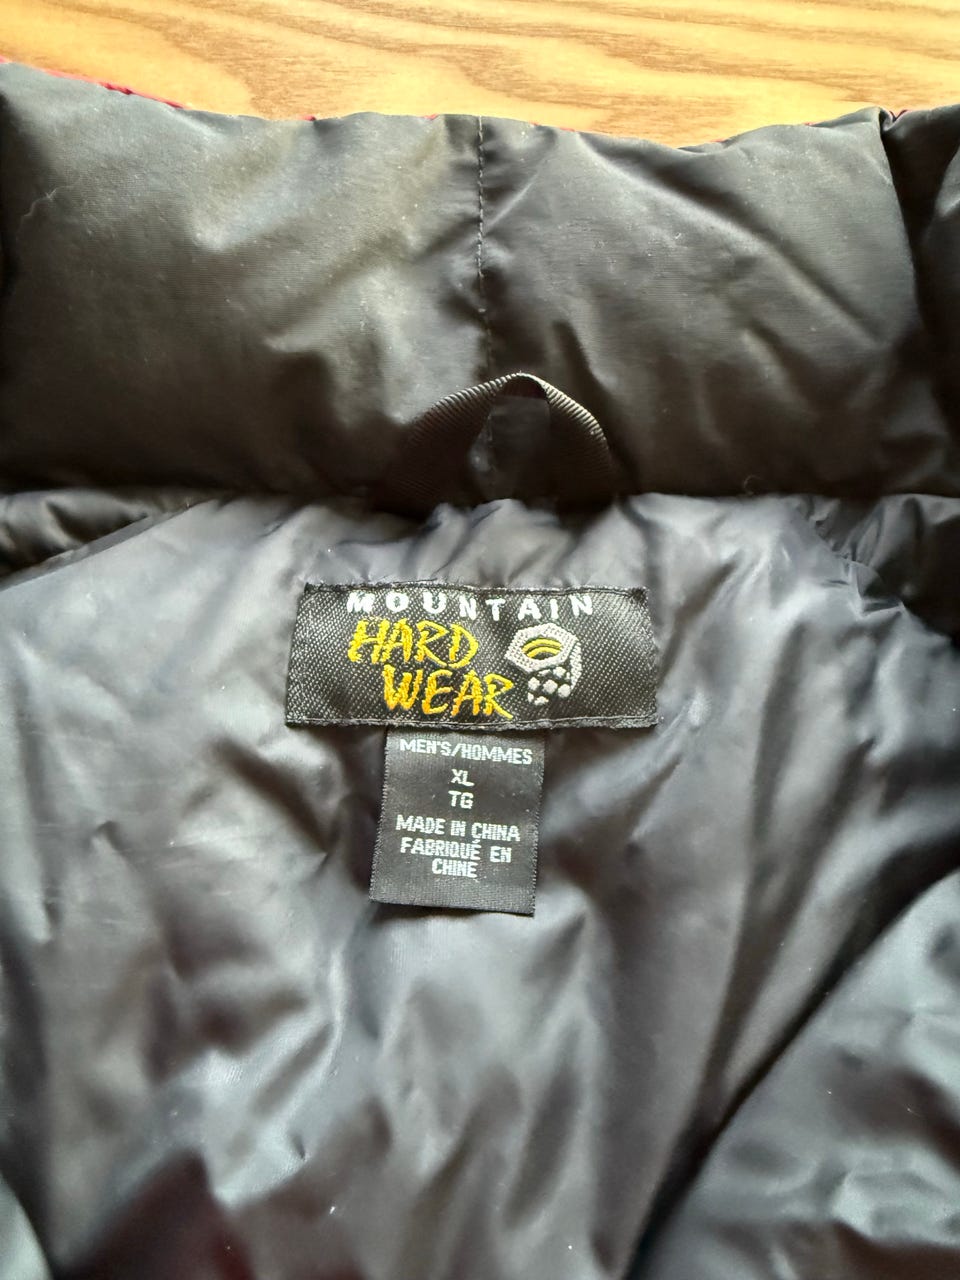 MOUNTAIN
HARD
WEAR
MEN'S/HOMMES
XL
TG
MADE IN CHINA
FABRIQUÉ EN
CHINE